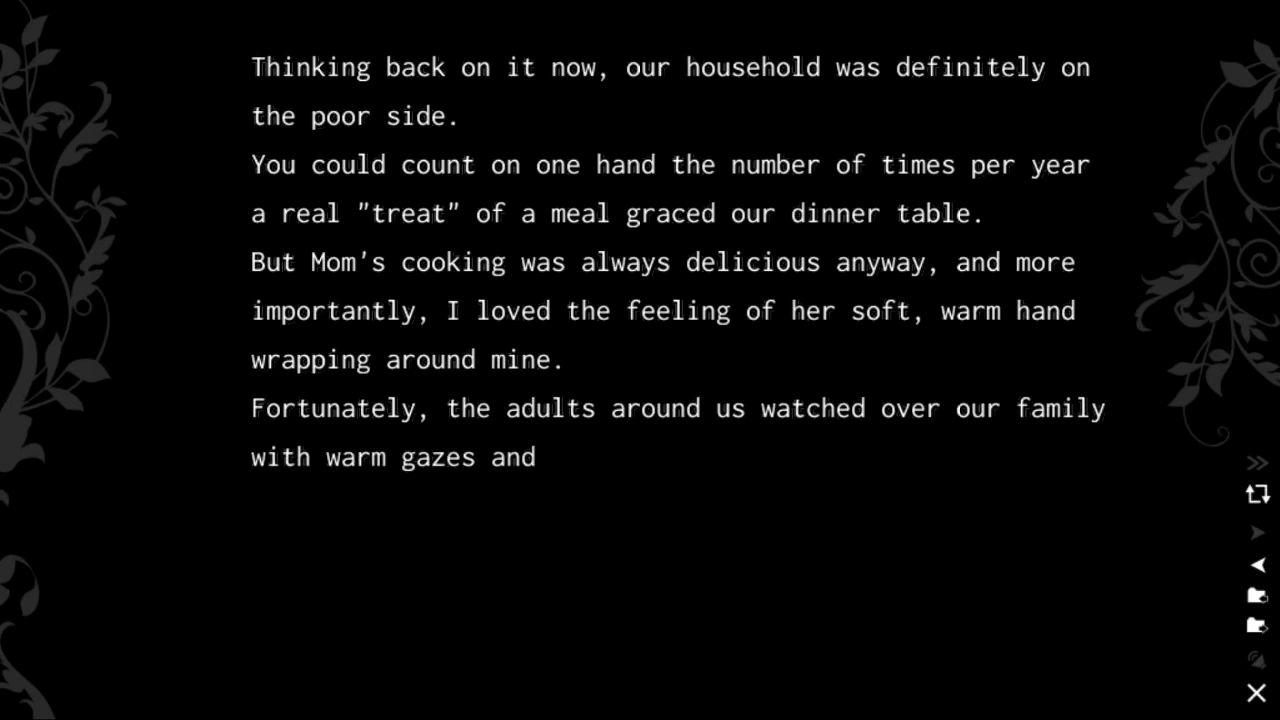 Thinking back on it now, our household was definitely on
the poor side.
You could count on one hand the number of times per year
a real "treat" of a meal graced our dinner table.
But Mom's cooking was always delicious anyway, and more
importantly, I loved the feeling of her soft, warm hand
wrapping around mine.
Fortunately, the adults around us watched over our family
with warm gazes and